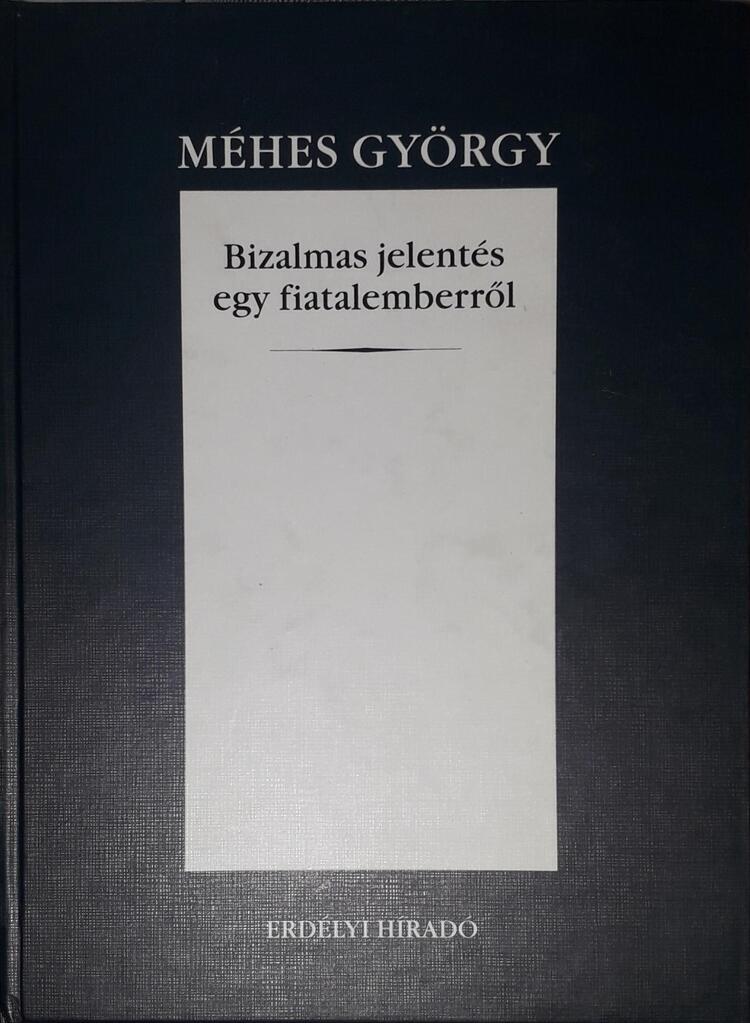 MÉHES GYÖRGY
Bizalmas jelentés
egy fiatalemberről
ERDÉLYI HÍRADÓ